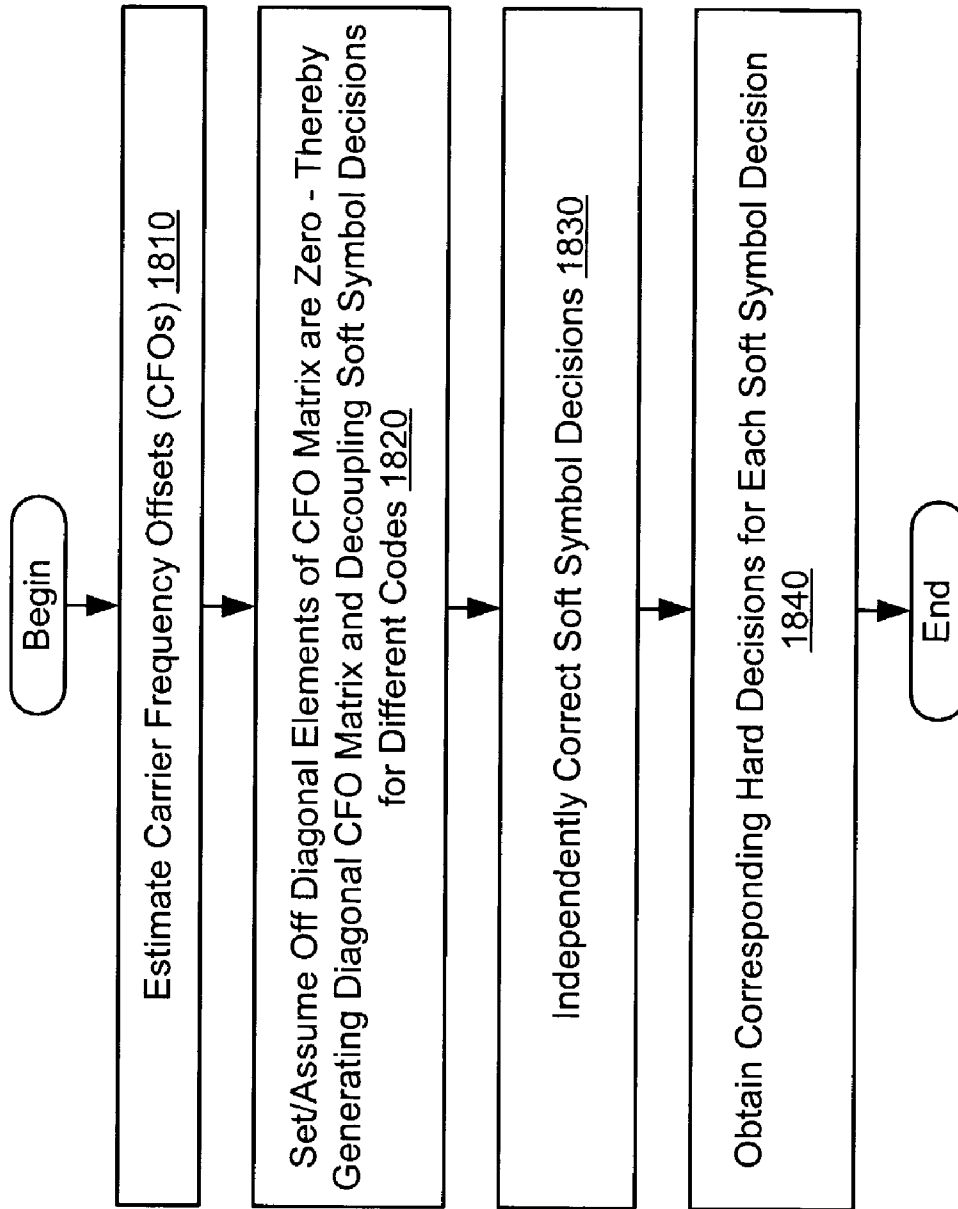 Begin
Estimate Carrier Frequency Offsets (CFOs) 1810
Set/Assume Off Diagonal Elements of CFO Matrix are Zero - Thereby
Generating Diagonal CFO Matrix and Decoupling Soft Symbol Decisions
for Different Codes 1820
Independently Correct Soft Symbol Decisions 1830
Obtain Corresponding Hard Decisions for Each Soft Symbol Decision
1840
End